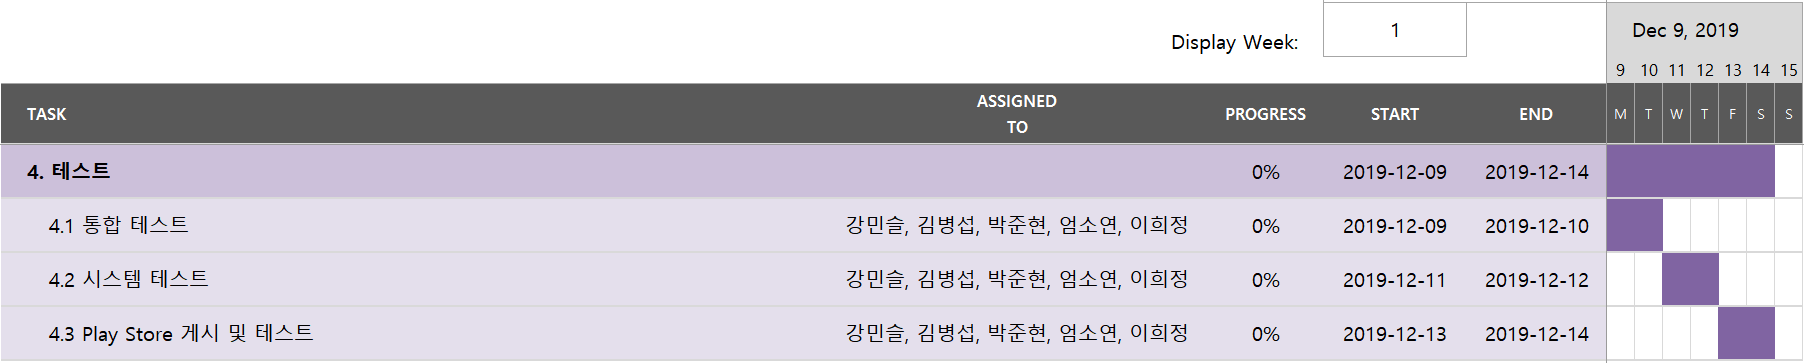 Display Week: 1 Dec 9, 2019
9 10 11 12 13 14 15
TASK ASSIGNED TO PROGRESS START END M T W T F S S
4. 테스트 0% 2019-12-09 2019-12-14
4.1 통합 테스트 강민슬, 김병섭, 박준현, 엄소연, 이희정 0% 2019-12-09 2019-12-10
4.2 시스템 테스트 강민슬, 김병섭, 박준현, 엄소연, 이희정 0% 2019-12-11 2019-12-12
4.3 Play Store 게시 및 테스트 강민슬, 김병섭, 박준현, 엄소연, 이희정 0% 2019-12-13 2019-12-14